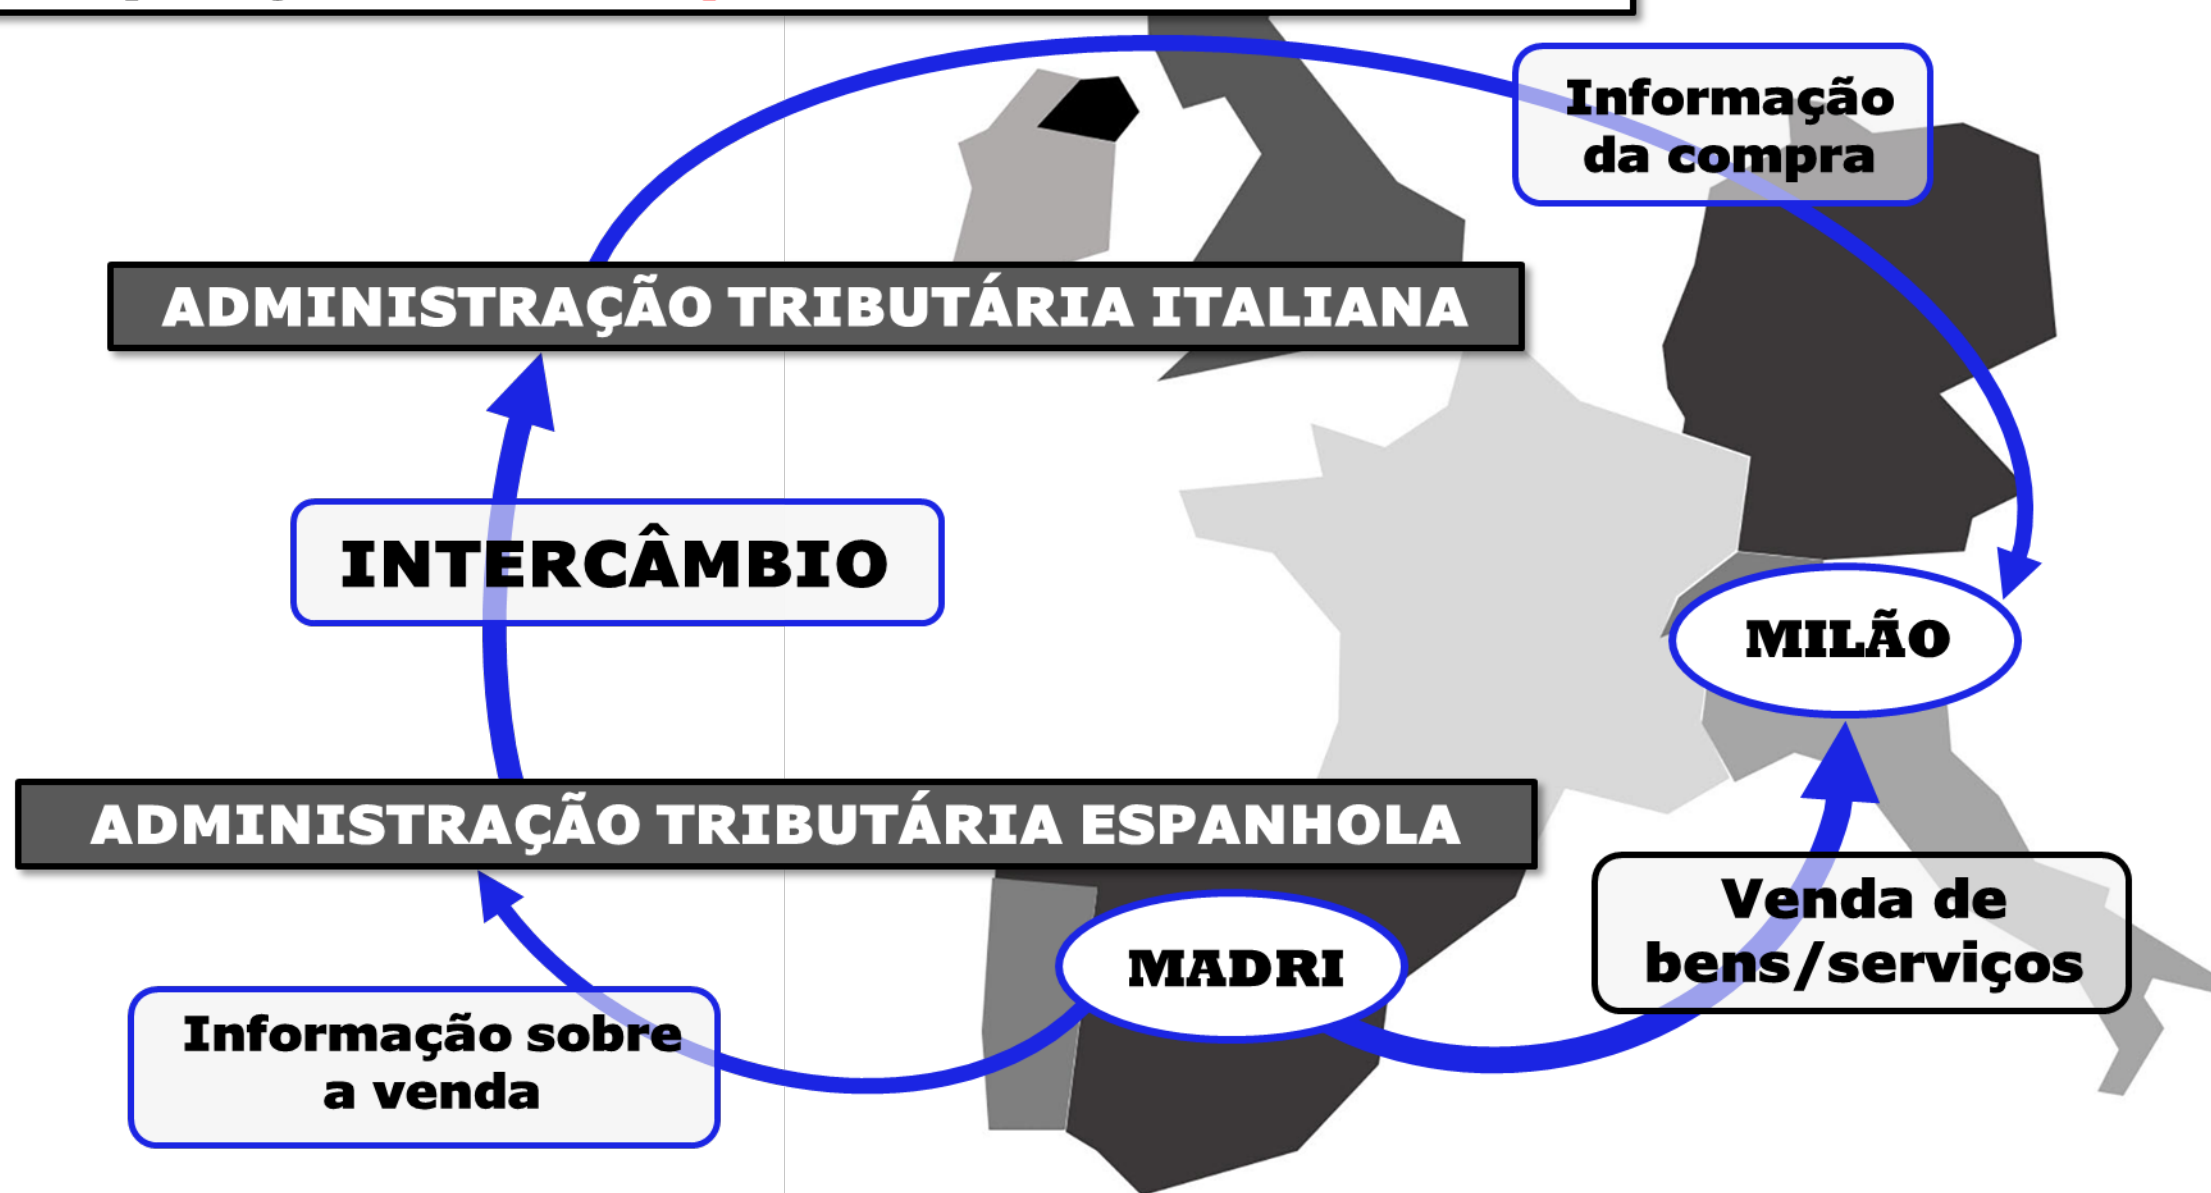 Informação
da compra
ADMINISTRAÇÃO TRIBUTÁRIA ITALIANA
INTERCÂMBIO
MILÃO
ADMINISTRAÇÃO TRIBUTÁRIA ESPANHOLA
Venda de
bens/serviços
MADRI
Informação sobre
a venda